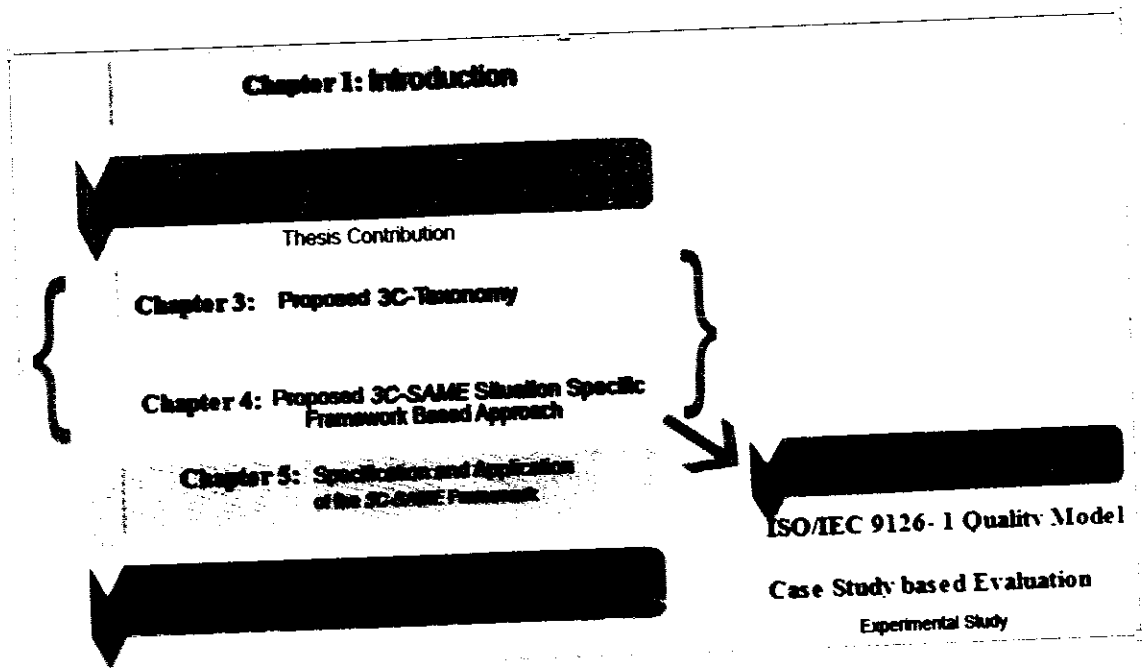 Chapter 1: Introduction
Thesis Contribution
Chapter 3: Proposed 3C-Taxonomy
Chapter 4: Proposed 3C-SAME Situation Specific
Framework Based Approach
Chapter 5: Specification and Application
of the 3C-SAME Framework
ISO/IEC 9126- 1 Quality Model
Case Study based Evaluation
Experimental Study